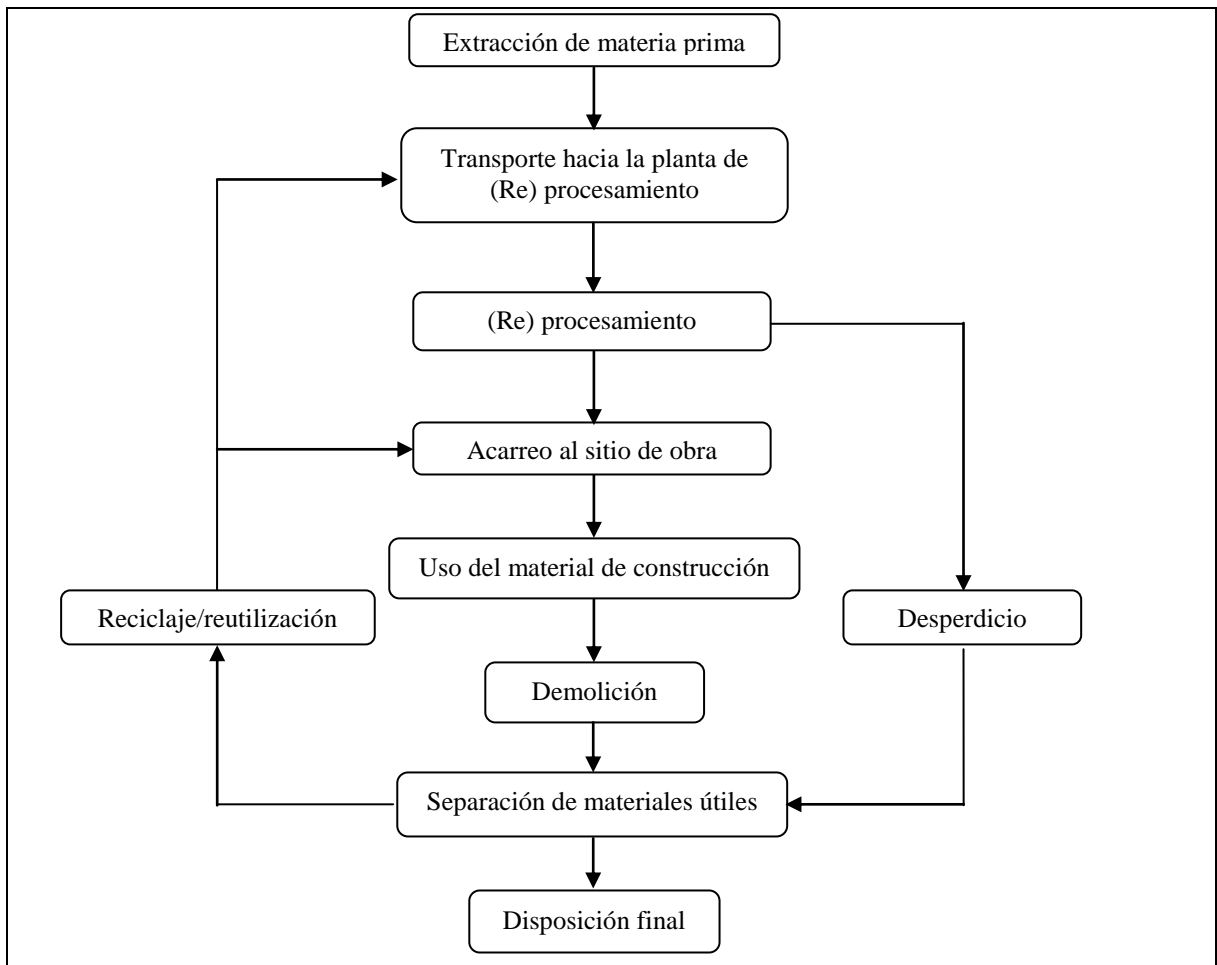 Extracción de materia prima
Transporte hacia la planta de
(Re) procesamiento
(Re) procesamiento
Acarreo al sitio de obra
Uso del material de construcción
Reciclaje/reutilización
Desperdicio
Demolición
Separación de materiales útiles
Disposición final